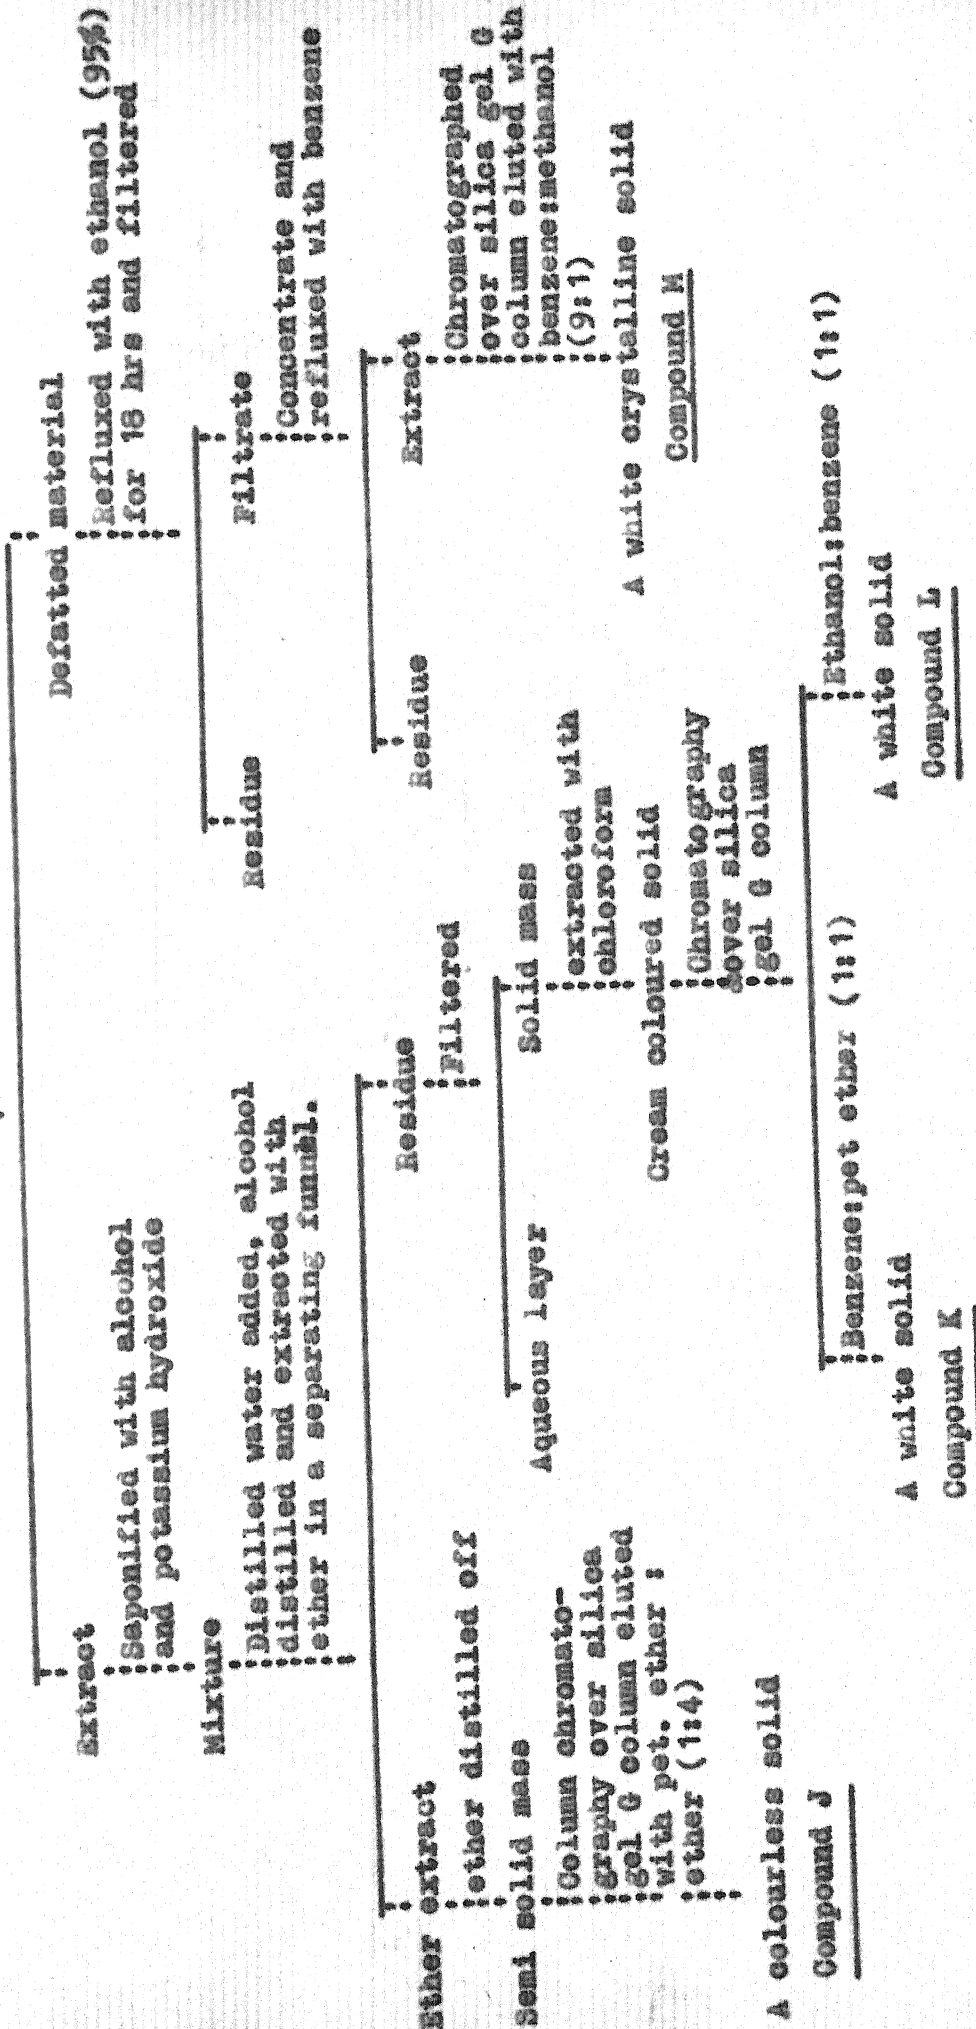 Extract
Saponified with alcohol
and potassium hydroxide
Mixture
Distilled water added, alcohol
distilled and extracted with
ether in a separating funnel.
Ether extract
ether distilled off
Semi solid mass
Column chromato-
graphy over silica
gel G column eluted
with pet. ether :
ether (1:4)
A colourless solid
Compound J
Residue
Filtered
Aqueous layer
Solid mass
extracted with
chloroform
Cream coloured solid
Chromatography
over silica
gel G column
Benzene:pet ether (1:1)
A white solid
Compound K
Ethanol:benzene (1:1)
A white solid
Compound L
Defatted material
Refluxed with ethanol (95%)
for 18 hrs and filtered
Residue
Filtrate
Concentrate and
refluxed with benzene
Residue
Extract
Chromatographed
over silica gel G
column eluted with
benzene:methanol
(9:1)
A white crystalline solid
Compound M